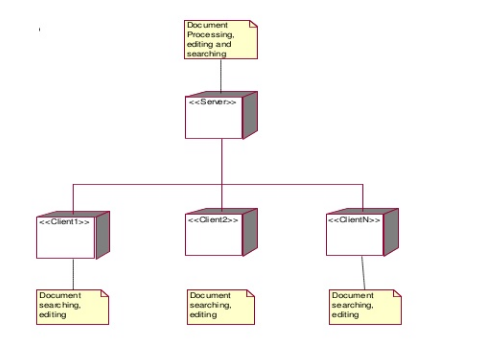 Document
Processing,
editing and
searching
<<Server>>
<<Client1>>
<<Client2>>
<<ClientN>>
Document
searching,
editing
Document
searching,
editing
Document
searching,
editing